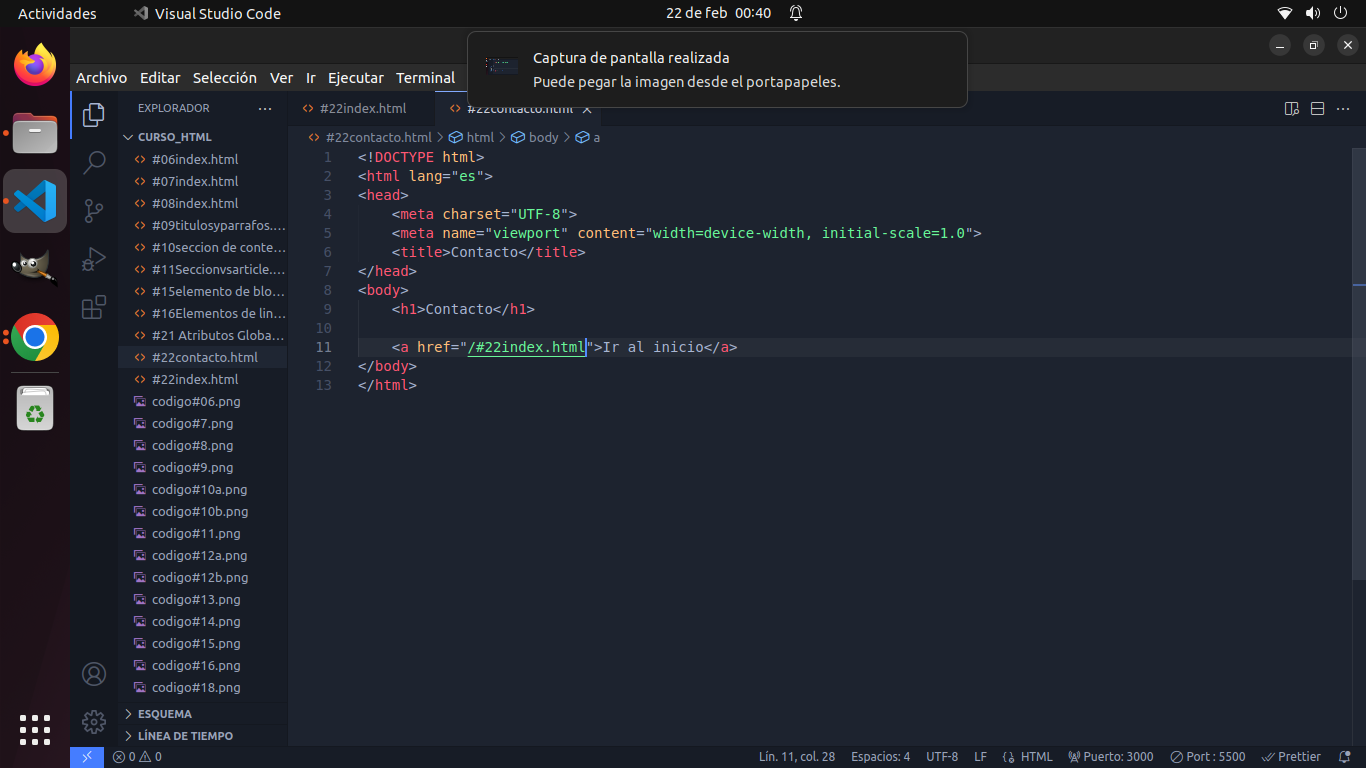 Actividades
Visual Studio Code
22 de feb 00:40
Captura de pantalla realizada
Puede pegar la imagen desde el portapapeles.
Archivo Editar Selección Ver Ir Ejecutar Terminal
EXPLORADOR
CURSO_HTML
#06index.html
#07index.html
#08index.html
#09titulosyparrafos....
#10seccion de conte...
#11Seccionvsarticle....
#15elemento de blo...
#16Elementos de lin...
#21 Atributos Globa...
#22contacto.html
#22index.html
codigo#06.png
codigo#7.png
codigo#8.png
codigo#9.png
codigo#10a.png
codigo#10b.png
codigo#11.png
codigo#12a.png
codigo#12b.png
codigo#13.png
codigo#14.png
codigo#15.png
codigo#16.png
codigo#18.png
ESQUEMA
LÍNEA DE TIEMPO
#22index.html
#22contacto.html
#22contacto.html > html > body > a
1 <!DOCTYPE html>
2 <html lang="es">
3 <head>
4 <meta charset="UTF-8">
5 <meta name="viewport" content="width=device-width, initial-scale=1.0">
6 <title>Contacto</title>
7 </head>
8 <body>
9 <h1>Contacto</h1>
10
11 <a href="/#22index.html">Ir al inicio</a>
12 </body>
13 </html>
0 0
Lín. 11, col. 28 Espacios: 4 UTF-8 LF HTML Puerto: 3000 Port : 5500 Prettier